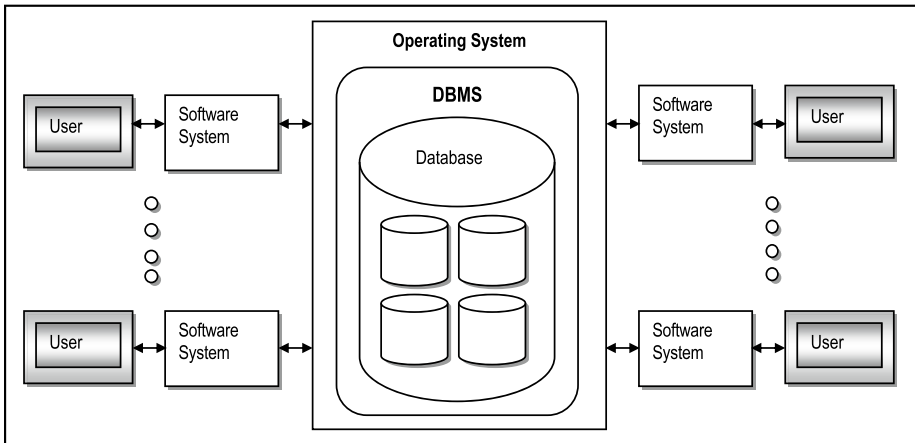 Operating System
DBMS
Database
User
Software
System
Software
System
User
User
Software
System
Software
System
User